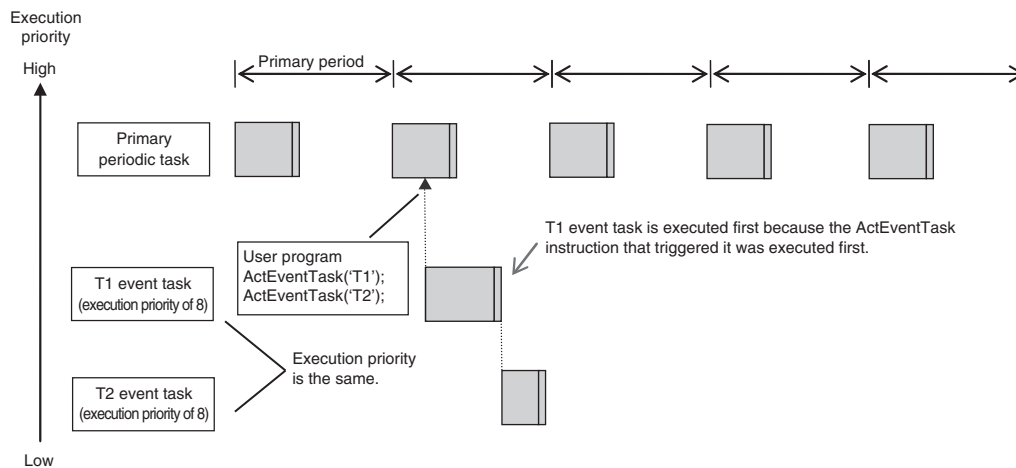 Execution
priority
High
Primary period
Primary
periodic task
T1 event task is executed first because the ActEventTask
instruction that triggered it was executed first.
User program
ActEventTask(‘T1’);
ActEventTask(‘T2’);
T1 event task
(execution priority of 8)
Execution priority
is the same.
T2 event task
(execution priority of 8)
Low